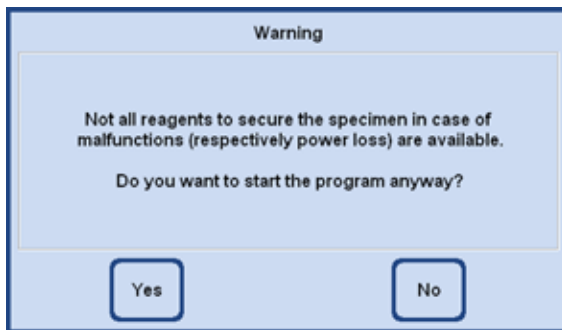 Warning
Not all reagents to secure the specimen in case of
malfunctions (respectively power loss) are available.
Do you want to start the program anyway?
Yes
No